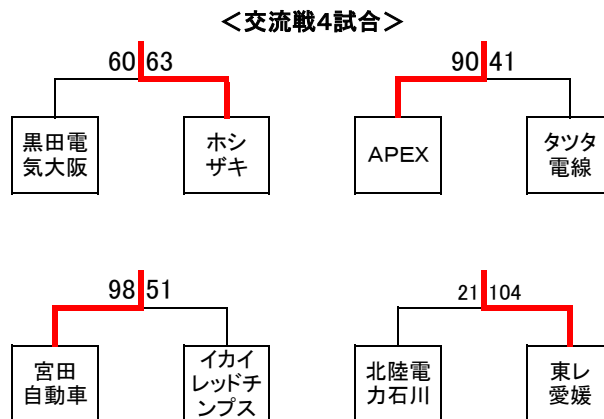 ＜交流戦4試合＞
60 63
90 41
黒田電
気大阪
ホシ
ザキ
APEX
タツタ
電線
98 51
21 104
宮田
自動車
イカイ
レッドチ
ンプス
北陸電
力石川
東レ
愛媛